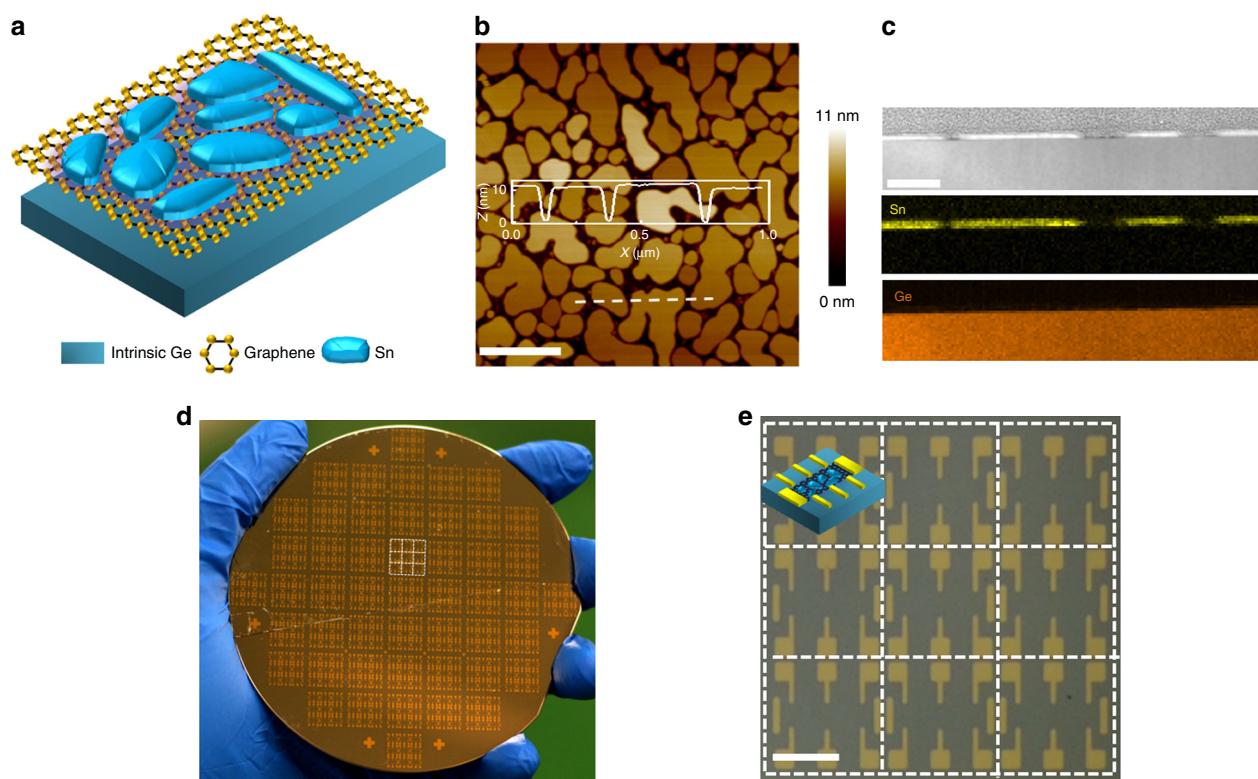 a
Intrinsic Ge
Graphene
Sn
b
11 nm
0 nm
Z (nm)
10
0
0.0
0.5
1.0
X (μm)
c
Sn
Ge
d
e